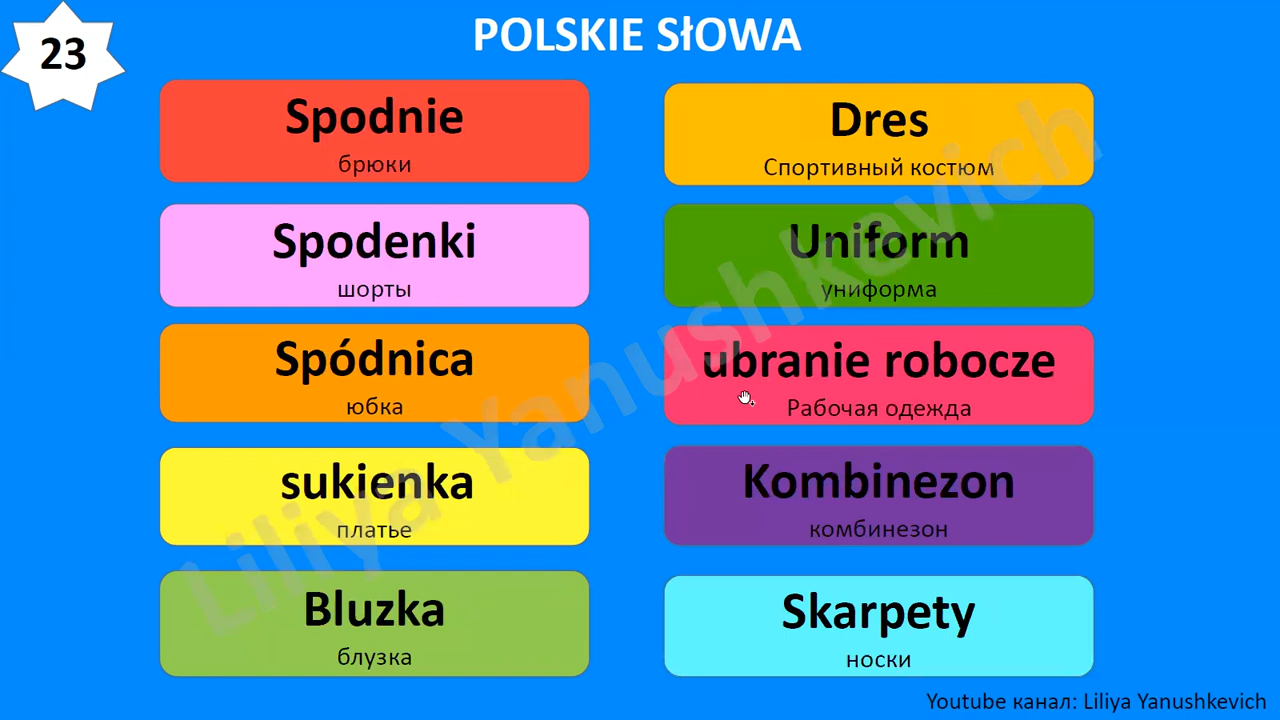 23
POLSKIE SłOWA
Spodnie
брюки
Spodenki
шорты
Spódnica
юбка
sukienka
платье
Bluzka
блузка
Dres
Спортивный костюм
Uniform
униформа
ubranie robocze
Рабочая одежда
Kombinezon
комбинезон
Skarpety
носки
Liliya Yanushkevich
Youtube канал: Liliya Yanushkevich